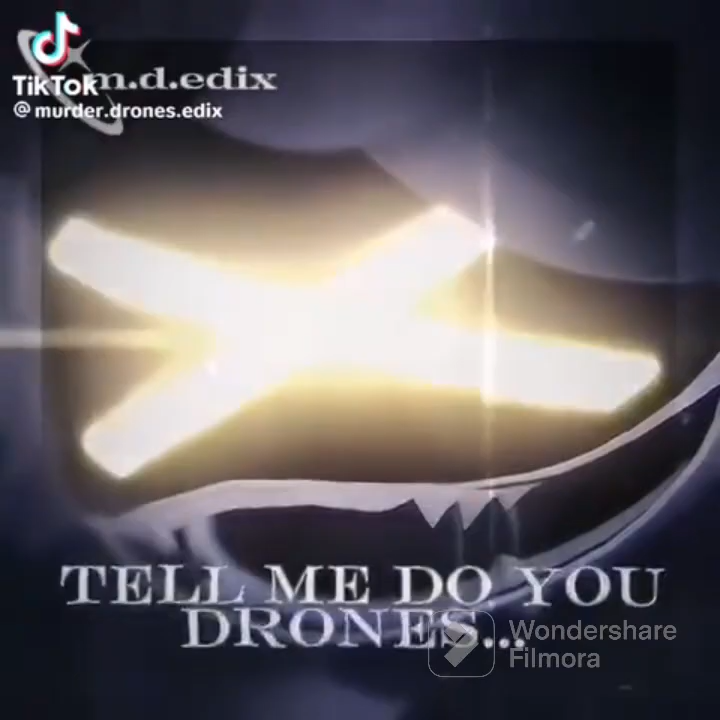 TikTok
m.d.edix
@ murder.drones.edix
TELL ME DO YOU
DRONES...
Wondershare
Filmora